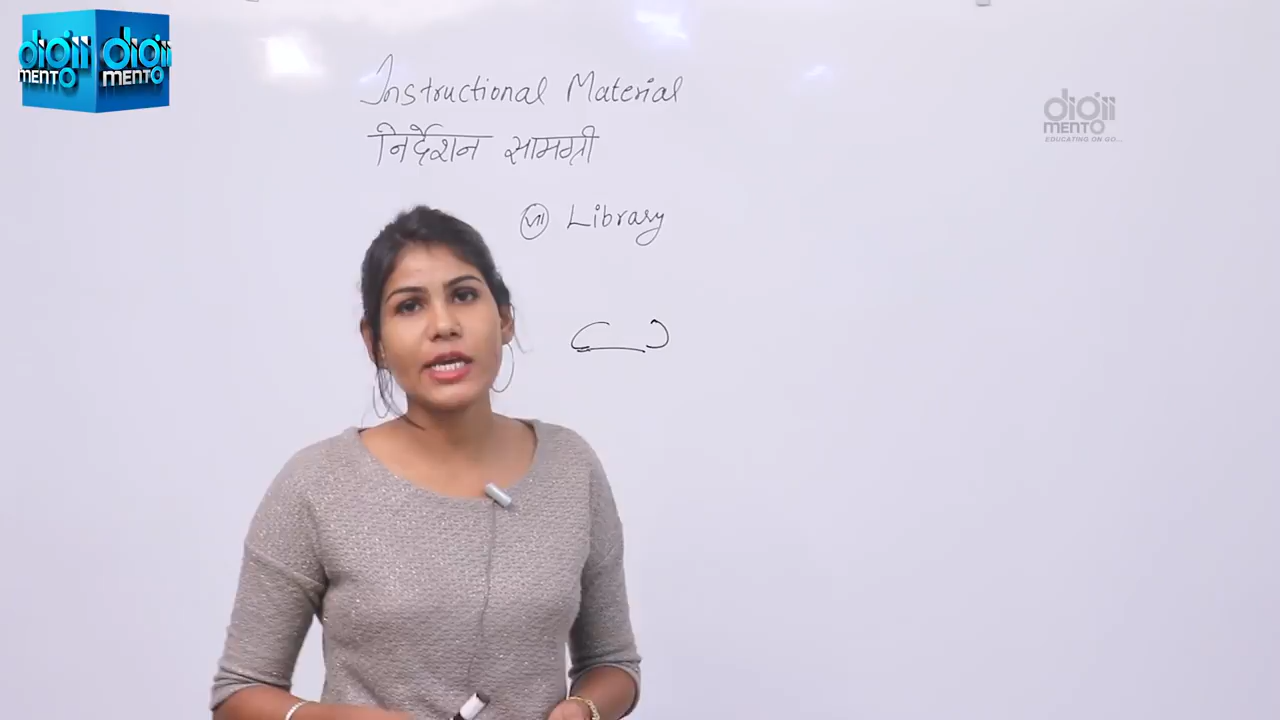 digii
MENTO
digii
MENTO
Instructional Material
digii
MENTO
EDUCATING ON GO...
निर्देशन सामग्री
VII Library